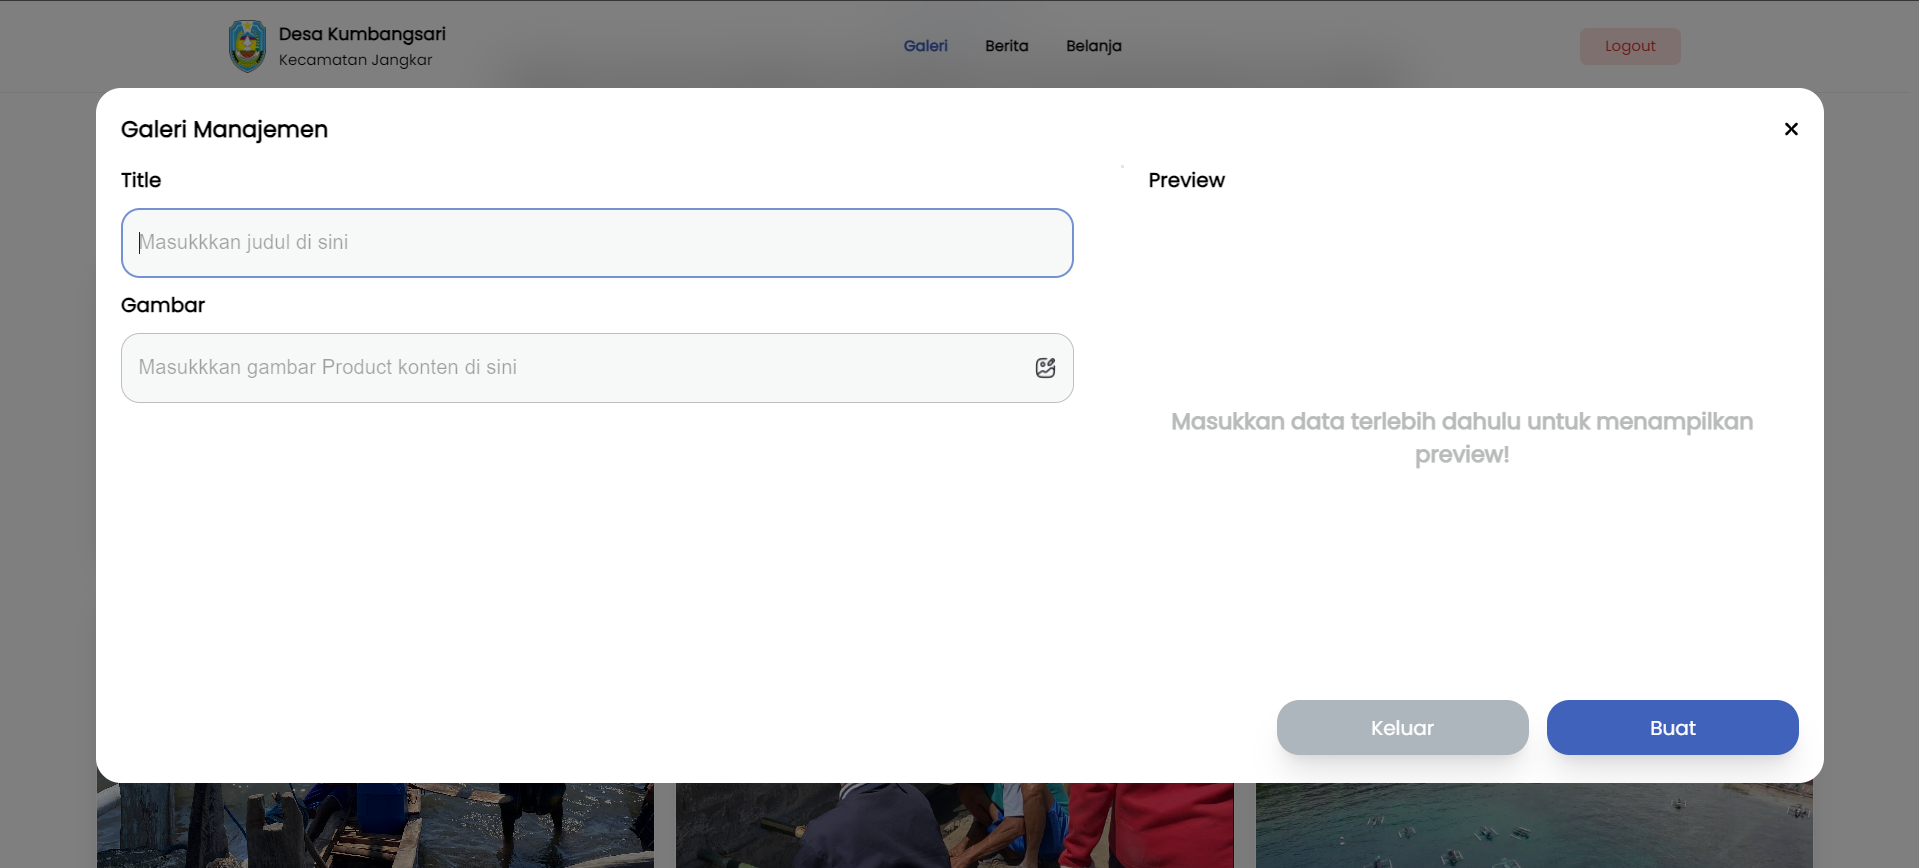 Desa Kumbangsari
Kecamatan Jangkar
Galeri
Berita
Belanja
Logout
Galeri Manajemen
Title
Masukkkan judul di sini
Gambar
Masukkkan gambar Product konten di sini
Preview
Masukkan data terlebih dahulu untuk menampilkan
preview!
Keluar
Buat